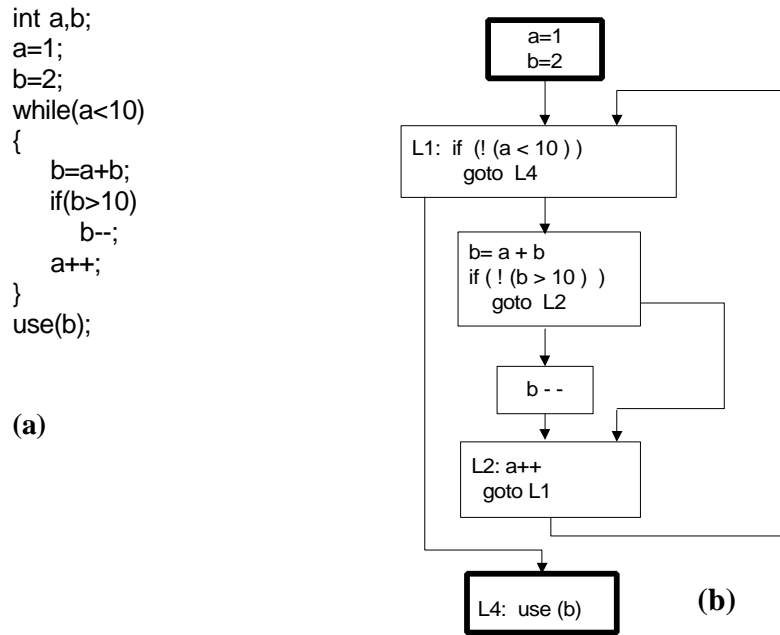 int a,b;
a=1;
b=2;
while(a<10)
{
b=a+b;
if(b>10)
b--;
a++;
}
use(b);
(a)
a=1
b=2
L1: if (! (a < 10 ) )
goto L4
b= a + b
if ( ! (b > 10 ) )
goto L2
b - -
L2: a++
goto L1
L4: use (b)
(b)